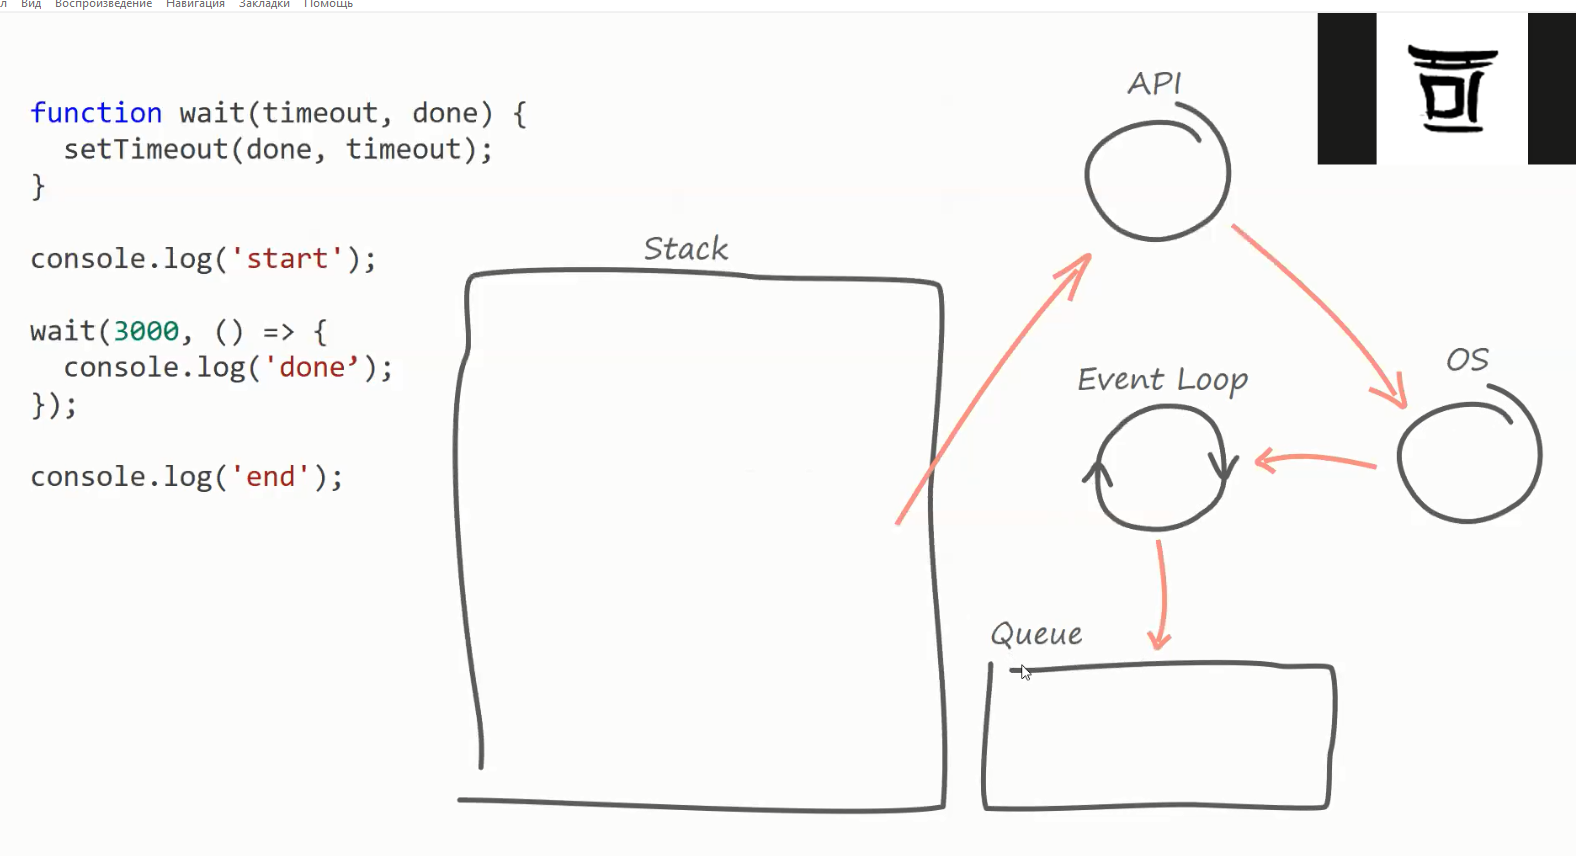 Вид Воспроизведение Навигация Закладки Помощь
function wait(timeout, done) {
  setTimeout(done, timeout);
}
console.log('start');
wait(3000, () => {
  console.log('done’);
});
console.log('end');
Stack
API
Event Loop
OS
Queue